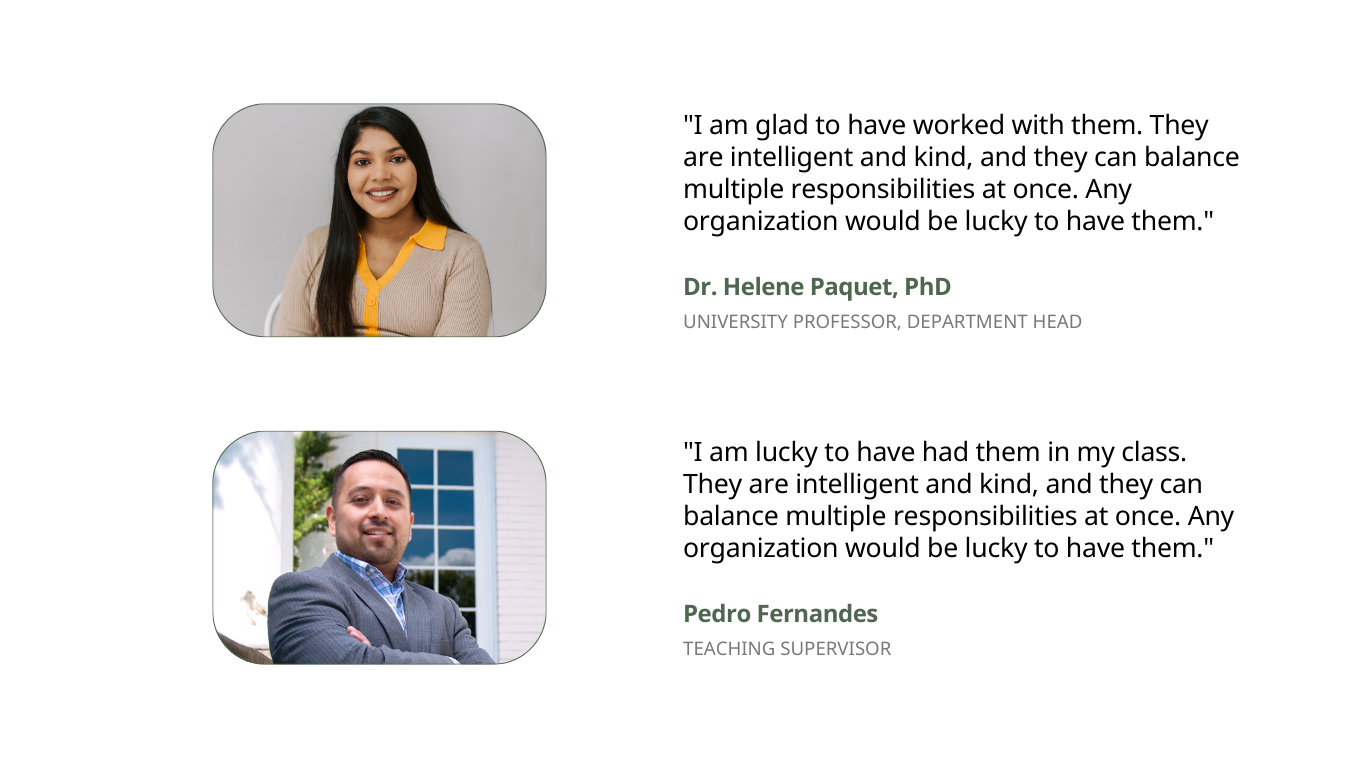 "I am glad to have worked with them. They
are intelligent and kind, and they can balance
multiple responsibilities at once. Any
organization would be lucky to have them."
Dr. Helene Paquet, PhD
UNIVERSITY PROFESSOR, DEPARTMENT HEAD
"I am lucky to have had them in my class.
They are intelligent and kind, and they can
balance multiple responsibilities at once. Any
organization would be lucky to have them."
Pedro Fernandes
TEACHING SUPERVISOR